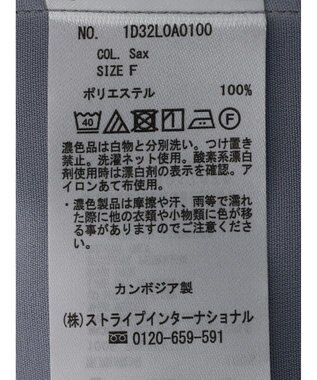 NO. 1D32L0A0100
COL. Sax
SIZE F
ポリエステル 100%
40 F
濃色品は白物と分別洗い。つけ置き
禁止。洗濯ネット使用。酸素系漂白
剤使用時は漂白剤の表示を確認。ア
イロンあて布使用。
・濃色製品は摩擦や汗、雨等で濡れ
た際に他の衣類や小物類に色が移
る事がありますのでご注意くださ
い。
カンボジア製
(株)ストライプインターナショナル
0120-659-591